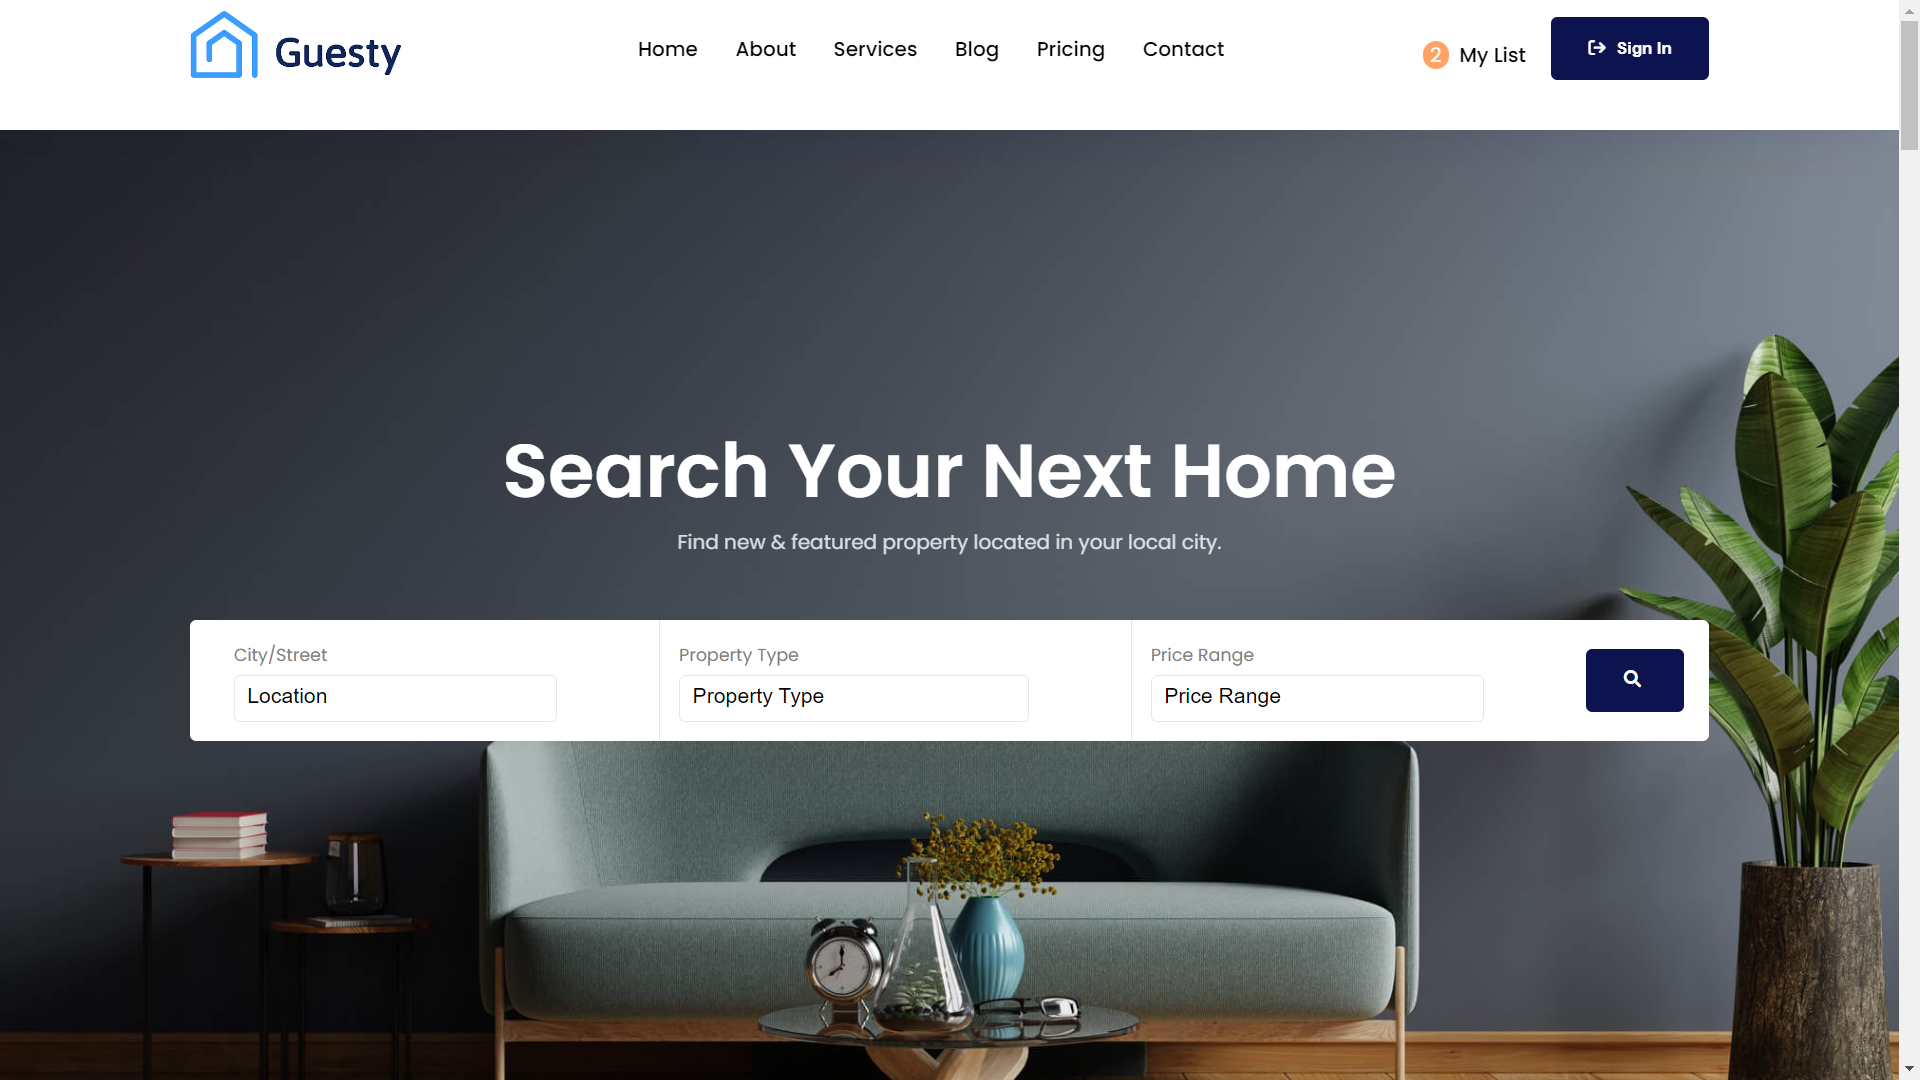 Guesty
Home About Services Blog Pricing Contact
2 My List
Sign In
Search Your Next Home
Find new & featured property located in your local city.
City/Street
Location
Property Type
Property Type
Price Range
Price Range